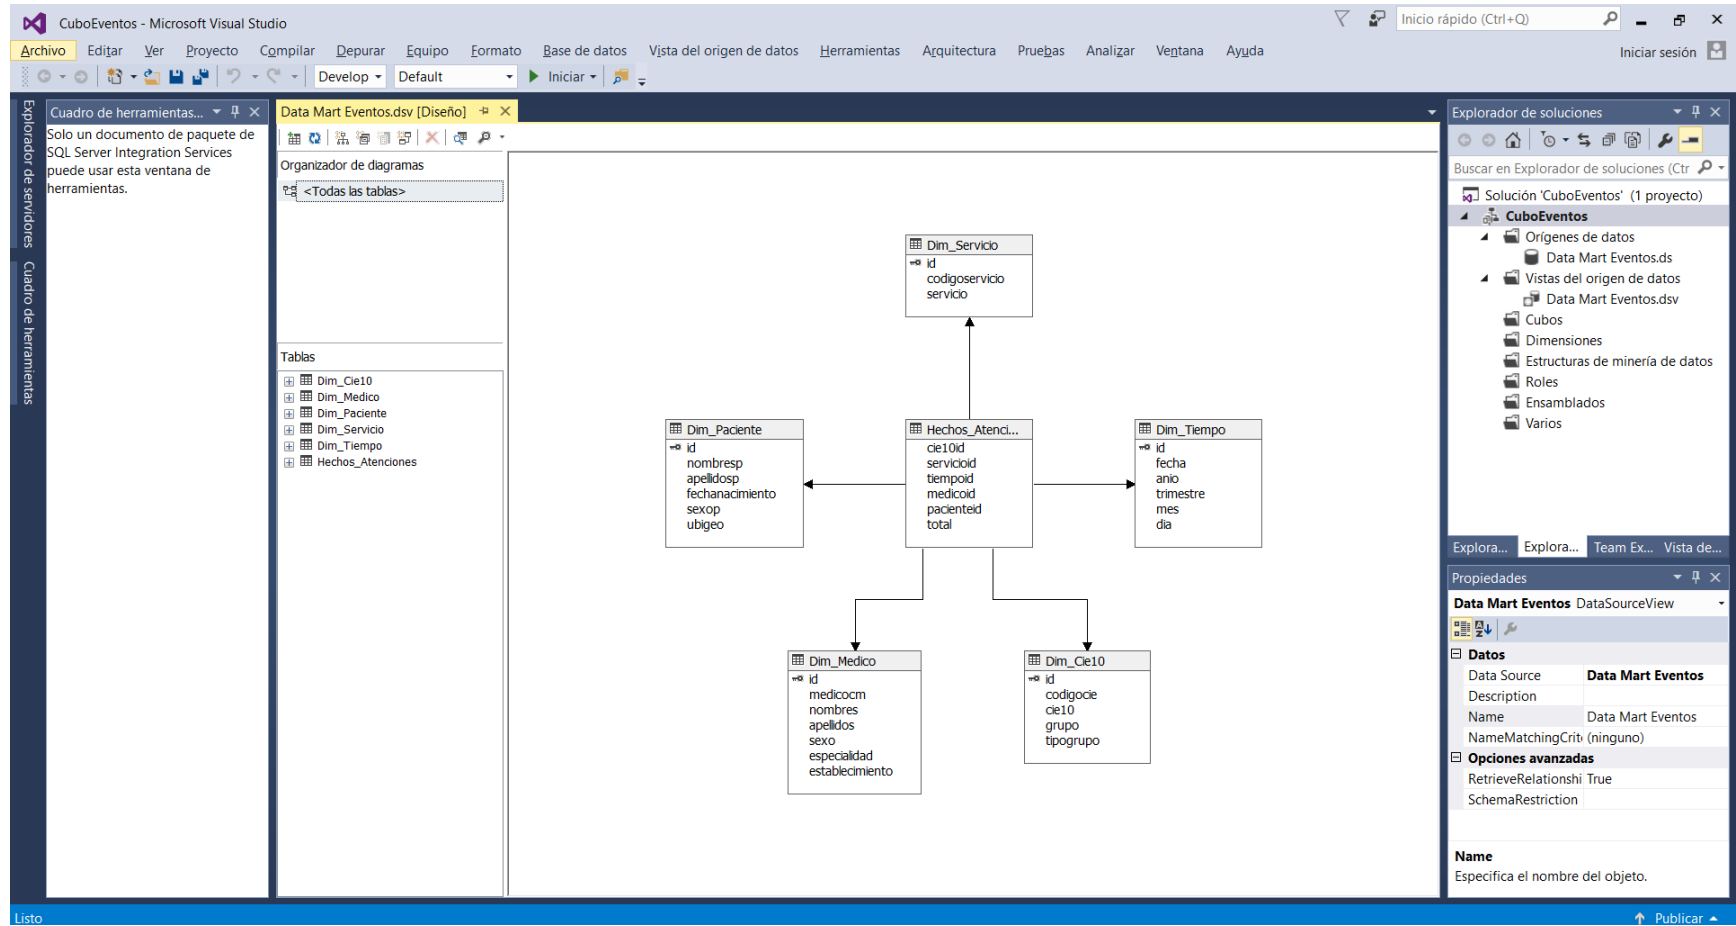 CuboEventos - Microsoft Visual Studio
Inicio rápido (Ctrl+Q)
Archivo Editar Ver Proyecto Compilar Depurar Equipo Formato Base de datos Vista del origen de datos Herramientas Arquitectura Pruebas Analizar Ventana Ayuda
Iniciar sesión
Develop Default Iniciar
Explorador de servidores
Cuadro de herramientas
Cuadro de herramientas...
Solo un documento de paquete de
SQL Server Integration Services
puede usar esta ventana de
herramientas.
Data Mart Eventos.dsv [Diseño]
Organizador de diagramas
<Todas las tablas>
Tablas
Dim_Cie10
Dim_Medico
Dim_Paciente
Dim_Servicio
Dim_Tiempo
Hechos_Atenciones
Dim_Servicio
id
codigoservicio
servicio
Dim_Paciente
id
nombresp
apellidosp
fechanacimiento
sexop
ubigeo
Hechos_Atenci...
cie10id
servicioid
tiempoid
medicoid
pacienteid
total
Dim_Tiempo
id
fecha
anio
trimestre
mes
dia
Dim_Medico
id
medicocm
nombres
apellidos
sexo
especialidad
establecimiento
Dim_Cie10
id
codigocie
cie10
grupo
tipogrupo
Explorador de soluciones
Buscar en Explorador de soluciones (Ctr
Solución 'CuboEventos' (1 proyecto)
CuboEventos
Orígenes de datos
Data Mart Eventos.ds
Vistas del origen de datos
Data Mart Eventos.dsv
Cubos
Dimensiones
Estructuras de minería de datos
Roles
Ensamblados
Varios
Explora... Explora... Team Ex... Vista de...
Propiedades
Data Mart Eventos DataSourceView
Datos
Data Source Data Mart Eventos
Description
Name Data Mart Eventos
NameMatchingCrit (ninguno)
Opciones avanzadas
RetrieveRelationshi True
SchemaRestriction
Name
Especifica el nombre del objeto.
Listo
Publicar